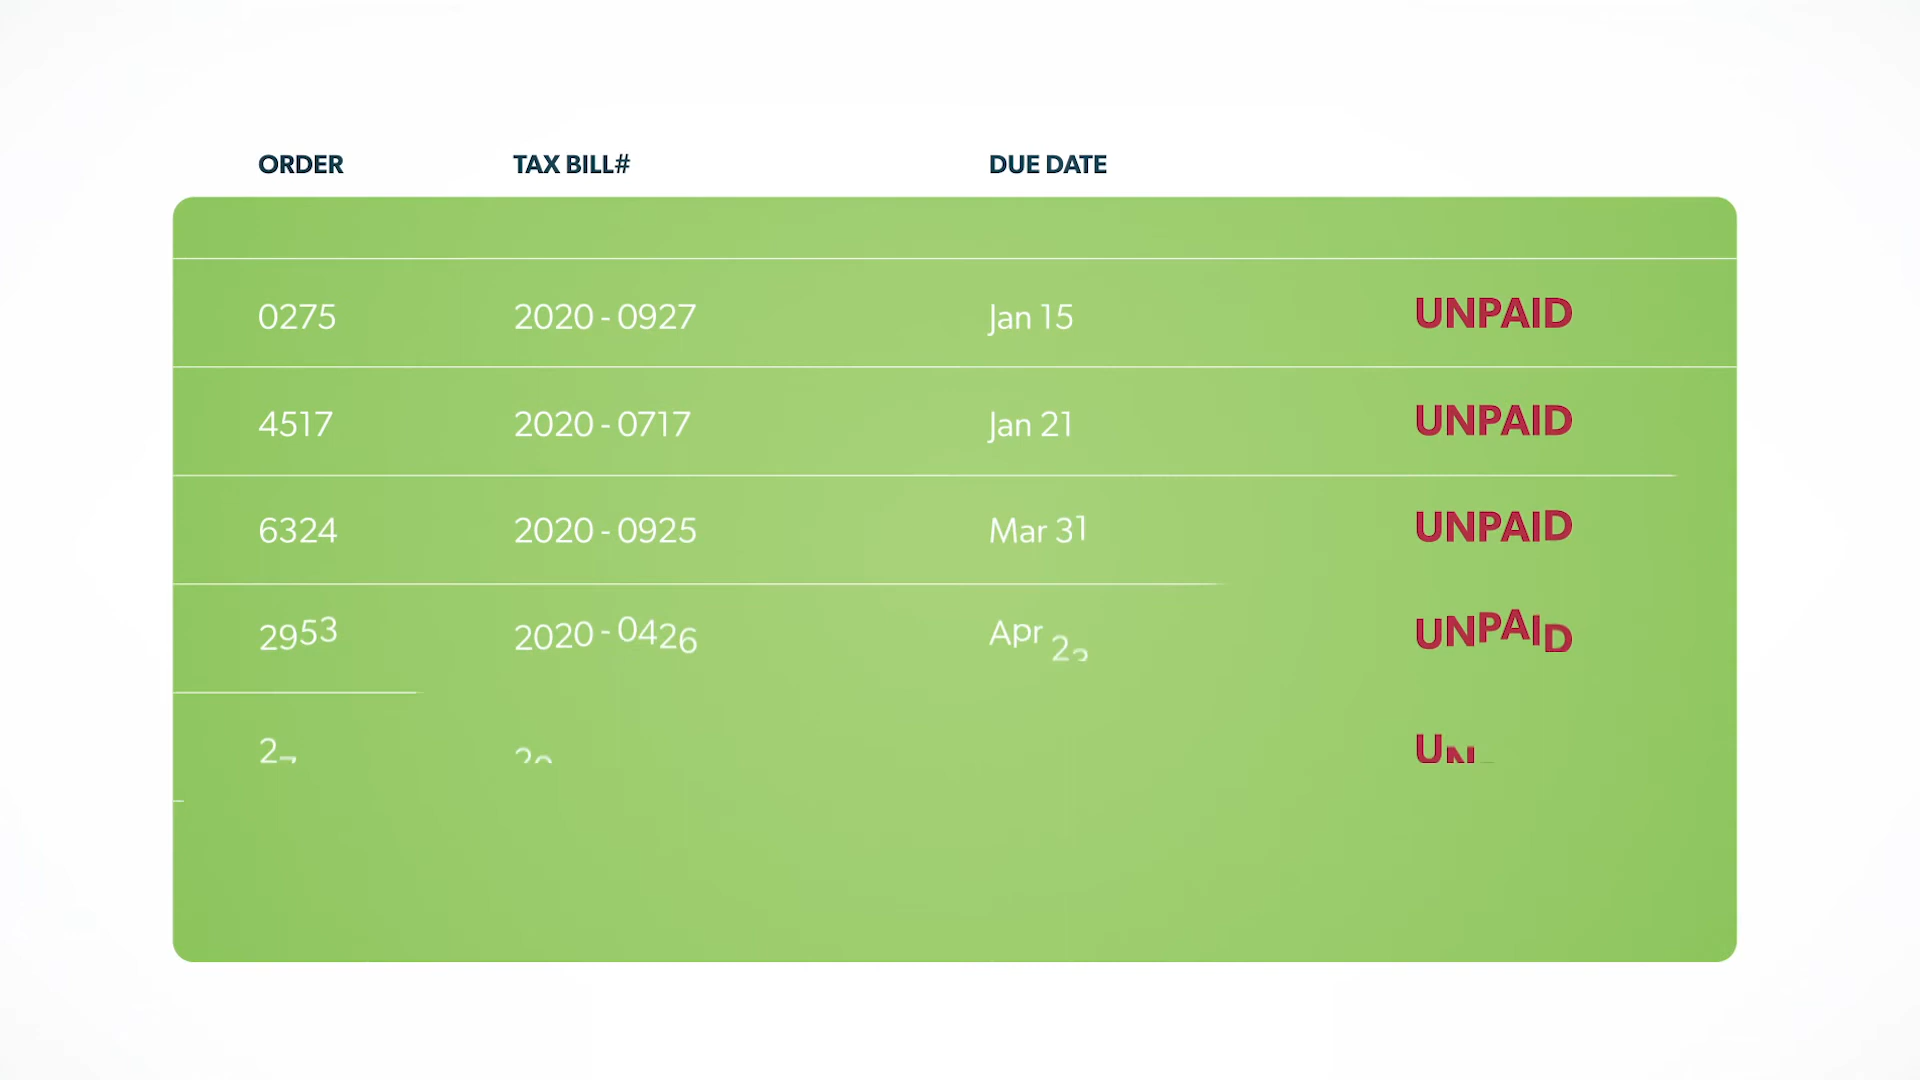 ORDER TAX BILL# DUE DATE
0275 2020 - 0927 Jan 15 UNPAID
4517 2020 - 0717 Jan 21 UNPAID
6324 2020 - 0925 Mar 31 UNPAID
2953 2020 - 0426 Apr UNPAID